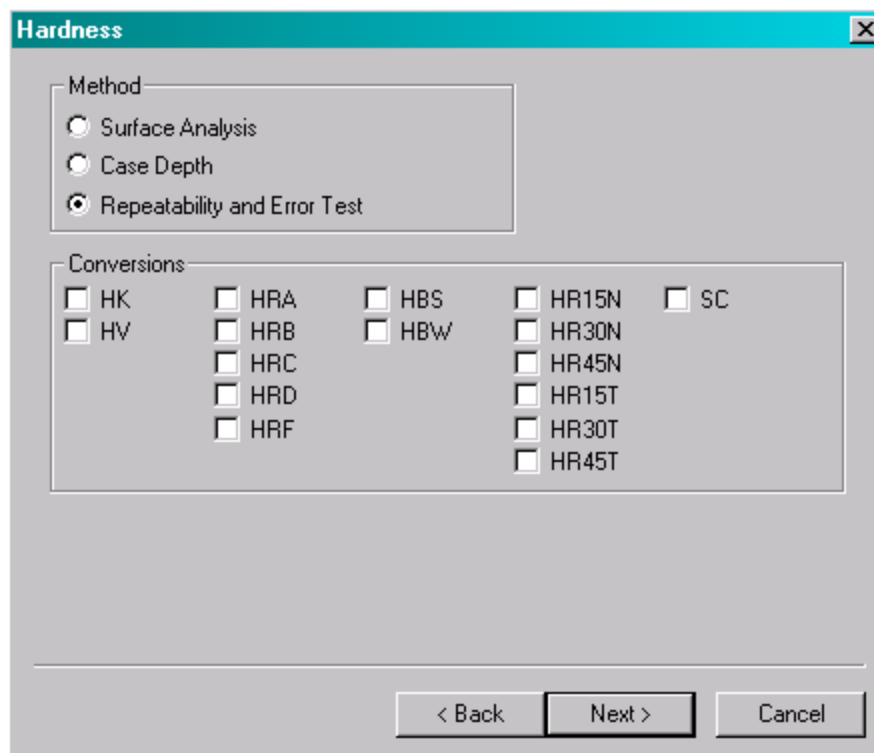 Hardness
Method
Surface Analysis
Case Depth
Repeatability and Error Test
Conversions
HK HRA HBS HR15N SC
HV HRB HBW HR30N
HRC HR45N
HRD HR15T
HRF HR30T
HR45T
< Back Next > Cancel